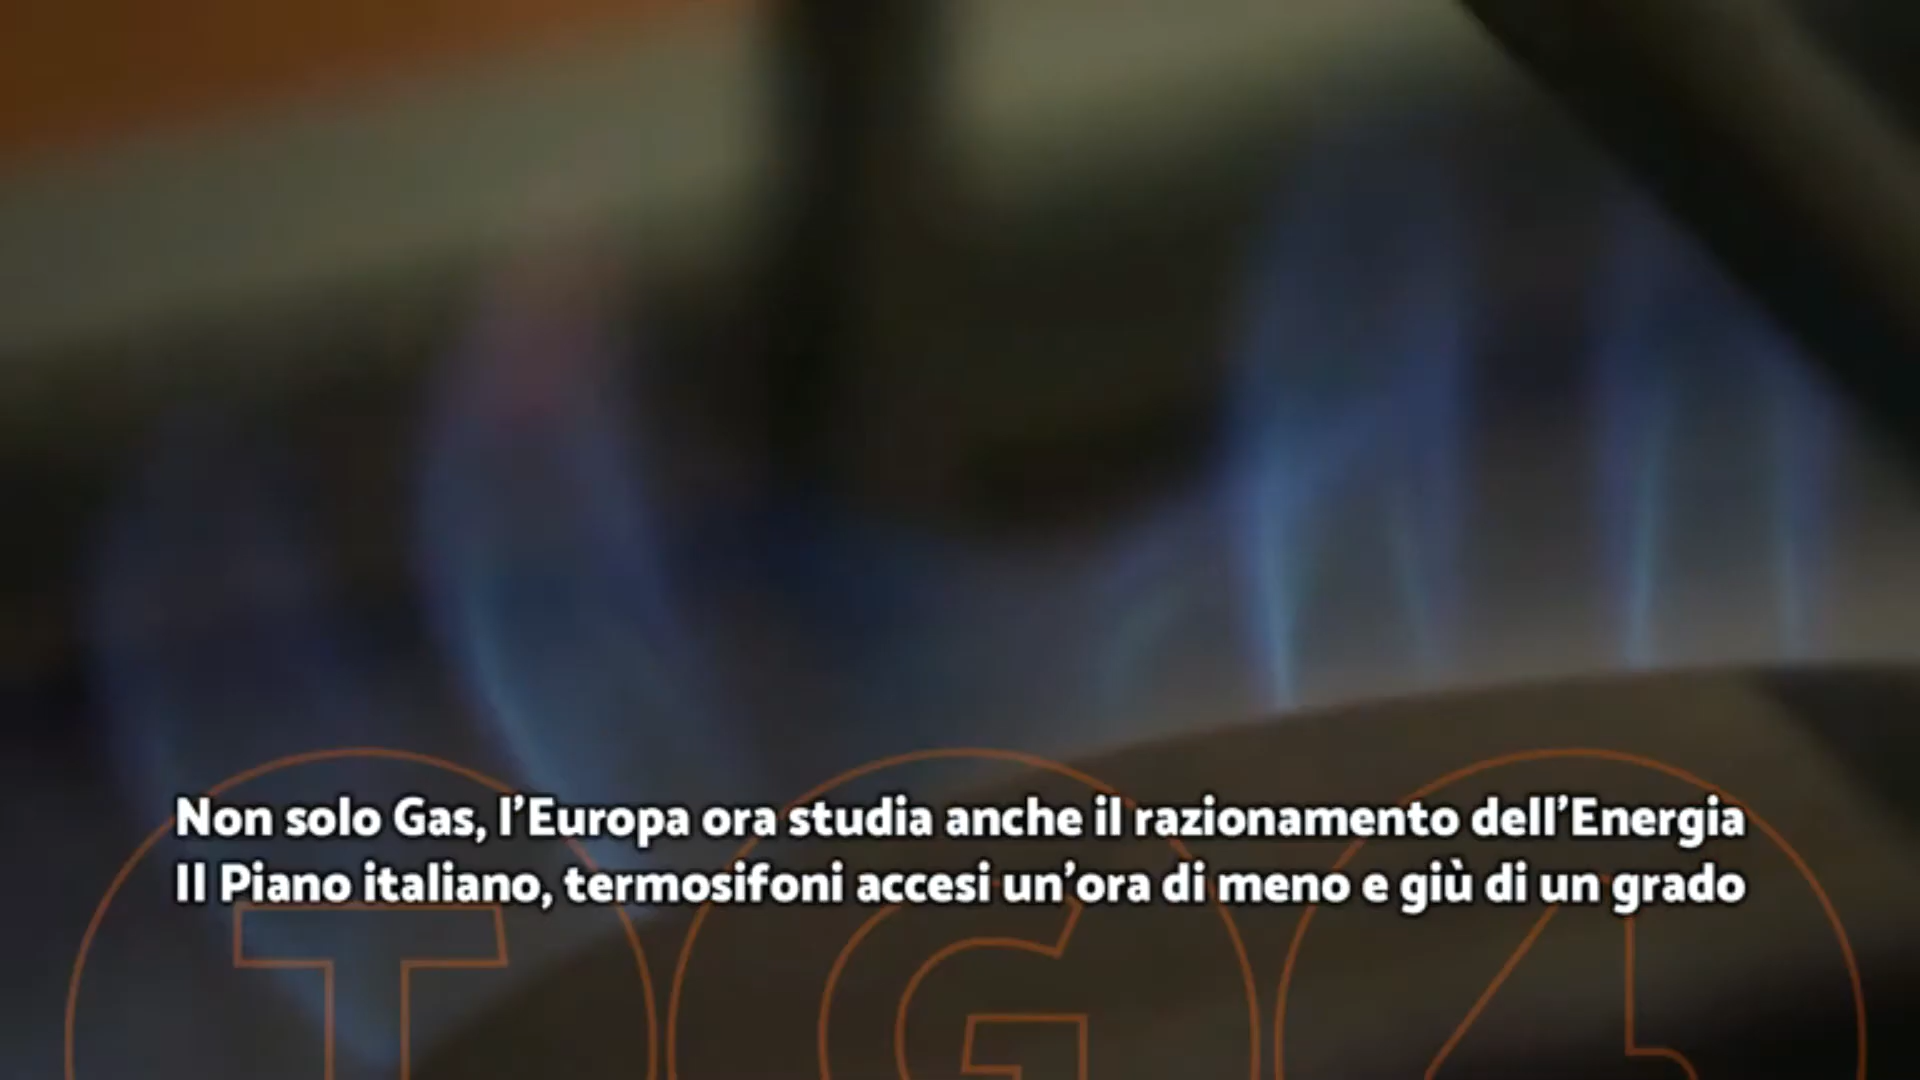 Non solo Gas, l’Europa ora studia anche il razionamento dell’Energia
Il Piano italiano, termosifoni accesi un’ora di meno e giù di un grado
TG4